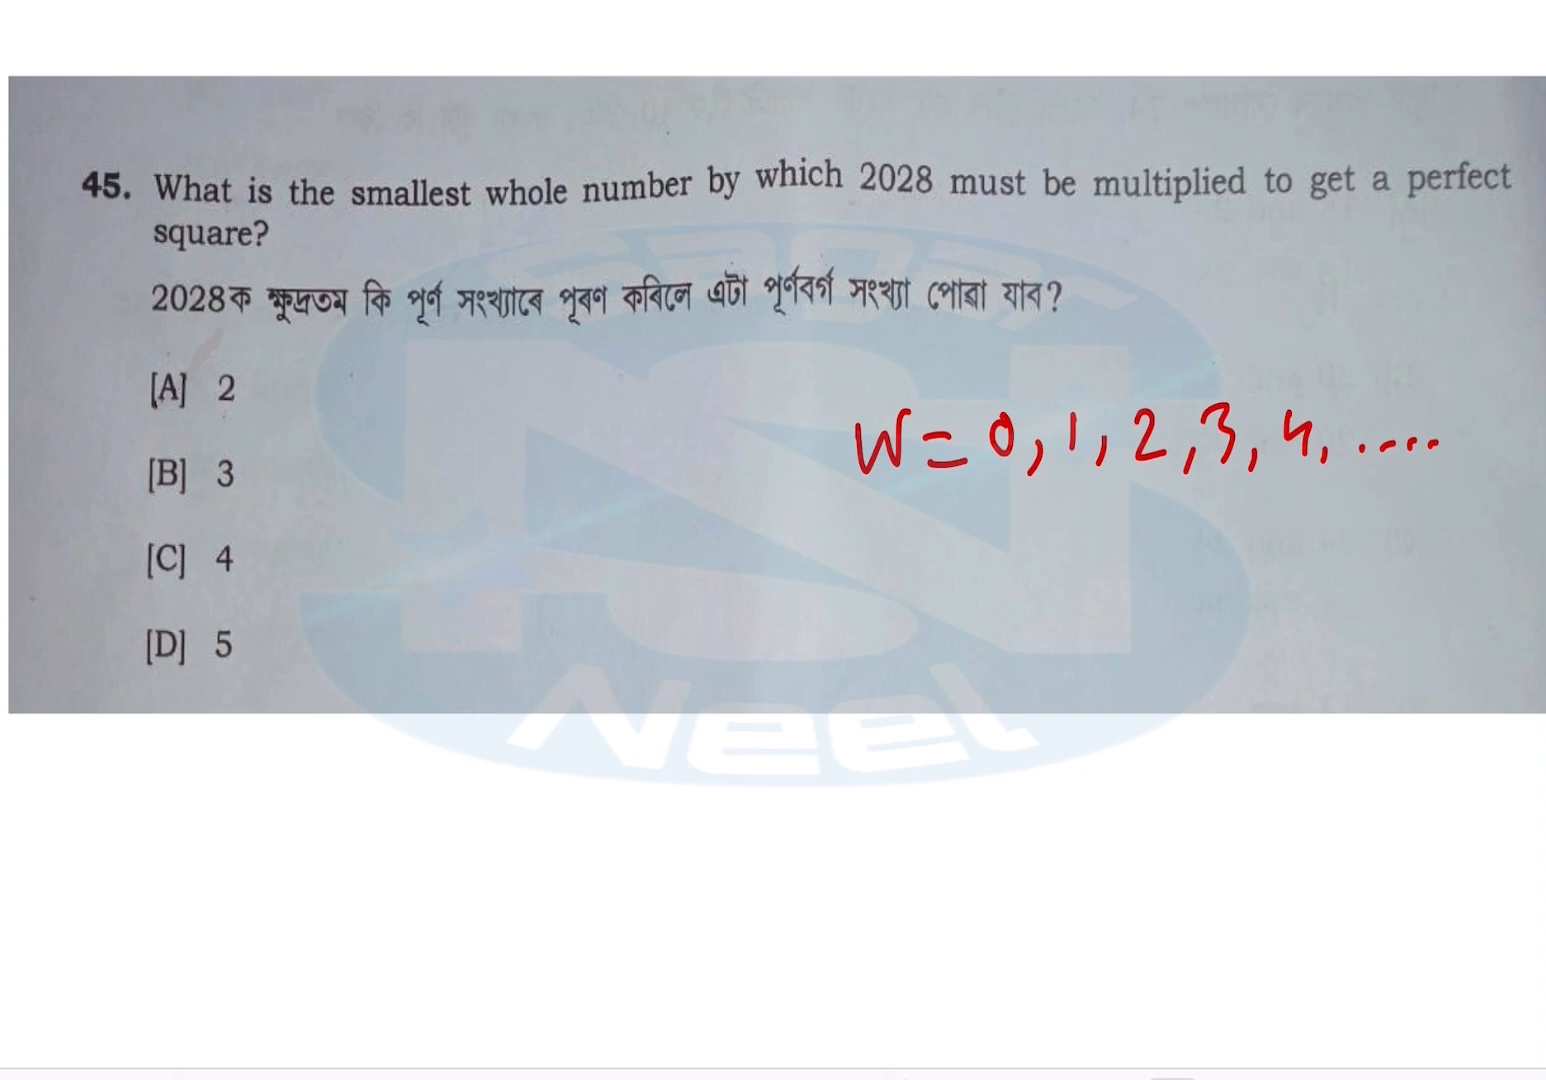 45. What is the smallest whole number by which 2028 must be multiplied to get a perfect
square?
2028ক ক্ষুদ্ৰতম কি পূৰ্ণ সংখ্যাৰে পূৰণ কৰিলে এটা পূৰ্ণবৰ্গ সংখ্যা পোৱা যাব?
[A] 2
W = 0, 1, 2, 3, 4, .....
[B] 3
[C] 4
[D] 5
Neel